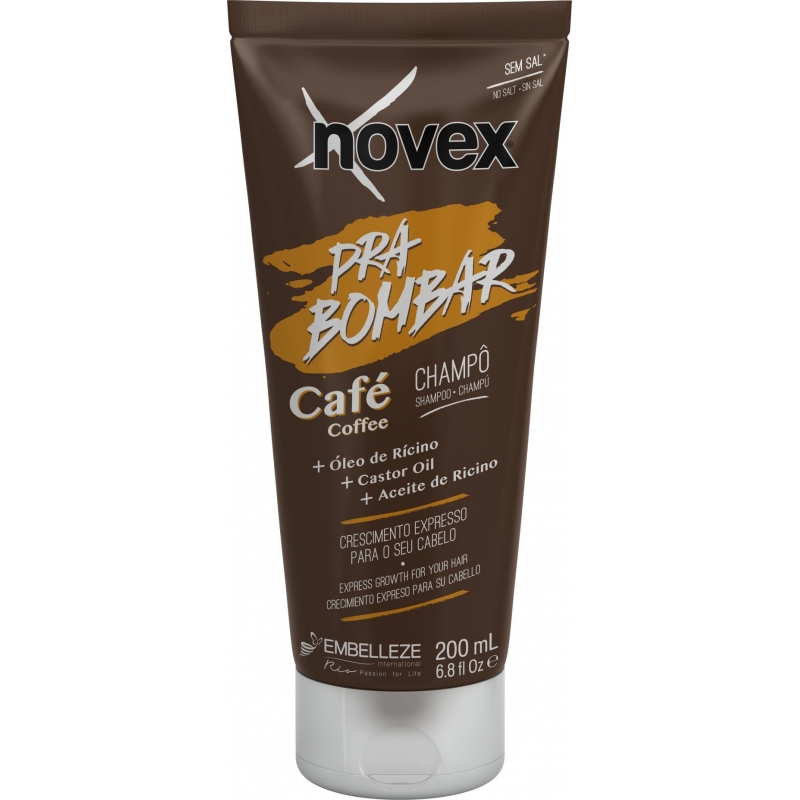 SEM SAL*
NO SALT • SIN SAL
novex®
PRA
BOMBAR
Café
Coffee
CHAMPÔ
SHAMPOO • CHAMPÚ
+ Óleo de Rícino
+ Castor Oil
+ Aceite de Ricino
CRESCIMENTO EXPRESSO
PARA O SEU CABELO
•
EXPRESS GROWTH FOR YOUR HAIR
CRECIMIENTO EXPRESO PARA SU CABELLO
EMBELLEZE
International
Rio Passion for Life
200 mL
6.8 fl Oz ℮